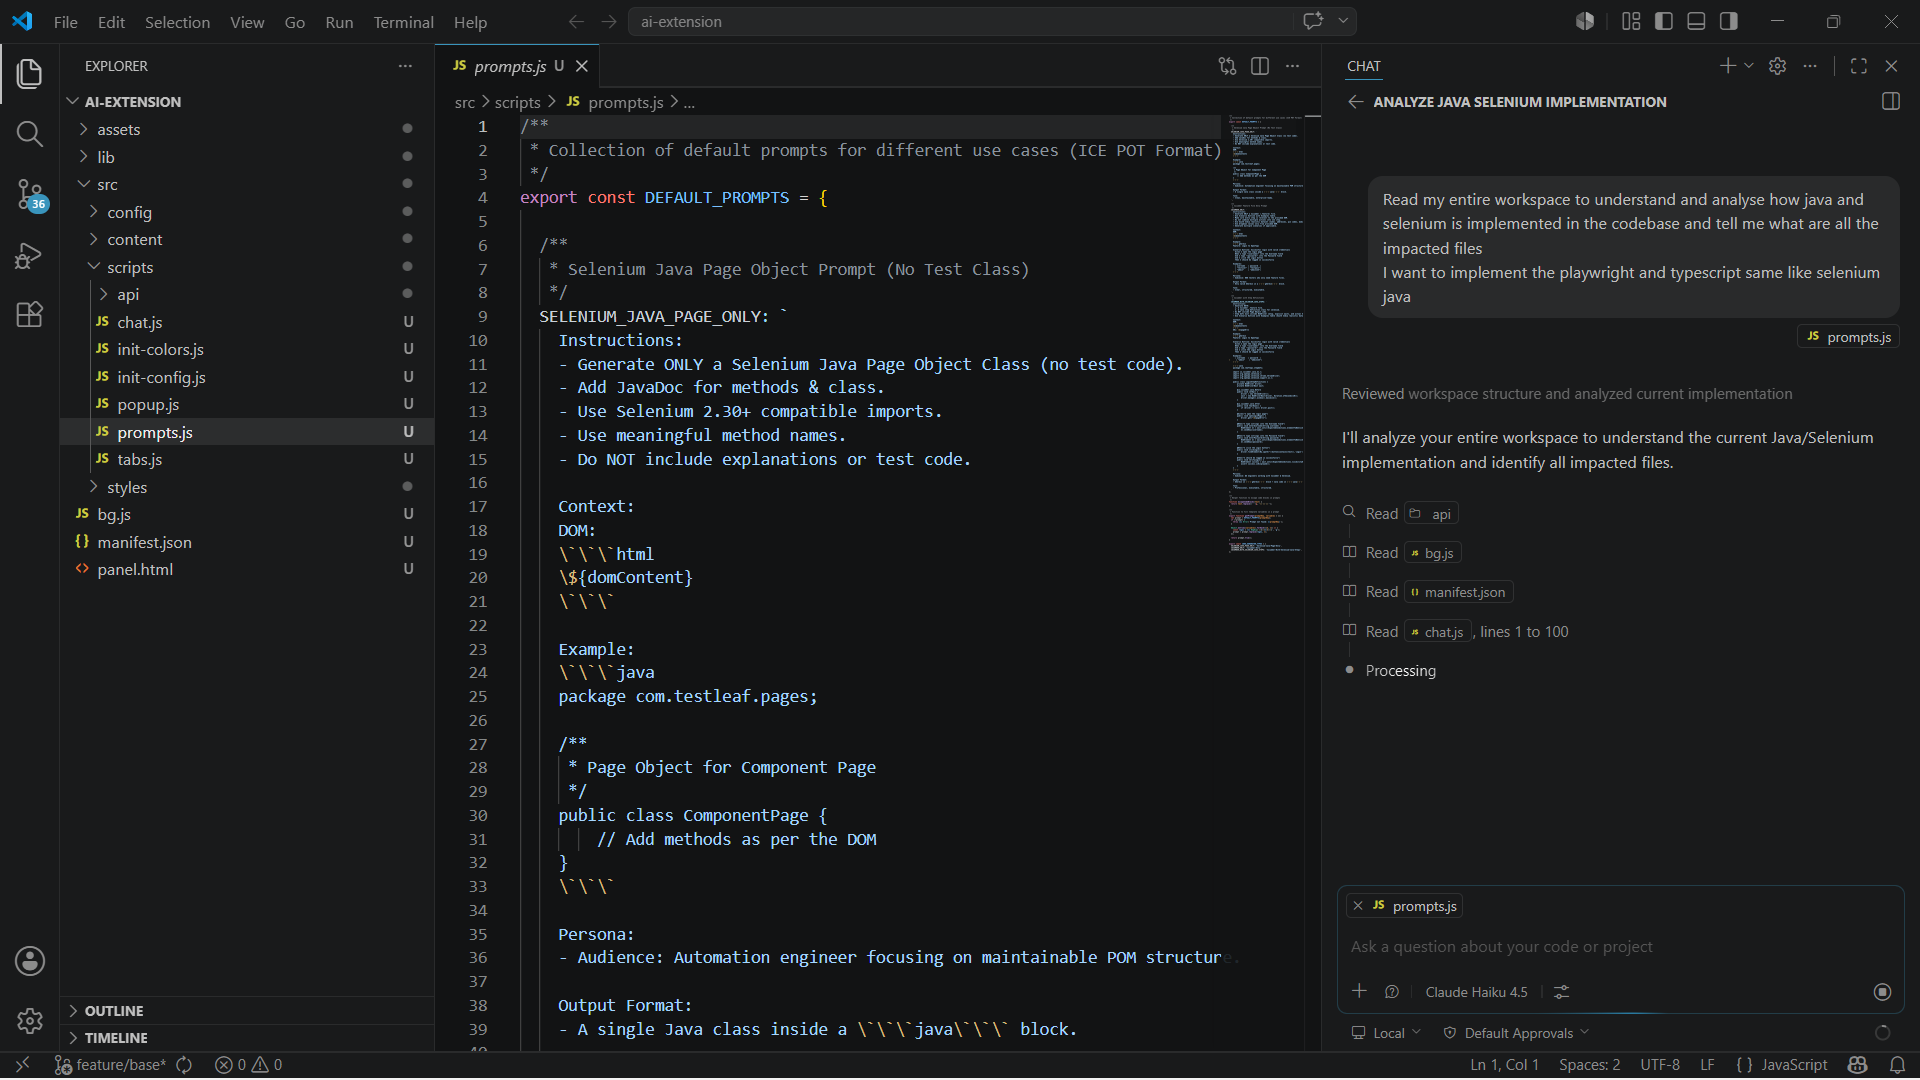 File Edit Selection View Go Run Terminal Help
ai-extension
EXPLORER
AI-EXTENSION
assets
lib
src
config
content
scripts
api
JS chat.js U
JS init-colors.js U
JS init-config.js U
JS popup.js U
JS prompts.js U
JS tabs.js U
styles
JS bg.js U
{} manifest.json U
<> panel.html U
OUTLINE
TIMELINE
36
JS prompts.js U
src > scripts > JS prompts.js > ...
1 /**
2 * Collection of default prompts for different use cases (ICE POT Format)
3 */
4 export const DEFAULT_PROMPTS = {
5
6 /**
7 * Selenium Java Page Object Prompt (No Test Class)
8 */
9 SELENIUM_JAVA_PAGE_ONLY: `
10 Instructions:
11 - Generate ONLY a Selenium Java Page Object Class (no test code).
12 - Add JavaDoc for methods & class.
13 - Use Selenium 2.30+ compatible imports.
14 - Use meaningful method names.
15 - Do NOT include explanations or test code.
16
17 Context:
18 DOM:
19 \`\`\`html
20 \${domContent}
21 \`\`\`
22
23 Example:
24 \`\`\`java
25 package com.testleaf.pages;
26
27 /**
28 * Page Object for Component Page
29 */
30 public class ComponentPage {
31 // Add methods as per the DOM
32 }
33 \`\`\`
34
35 Persona:
36 - Audience: Automation engineer focusing on maintainable POM structure.
37
38 Output Format:
39 - A single Java class inside a \`\`\`java\`\`\` block.
CHAT
ANALYZE JAVA SELENIUM IMPLEMENTATION
Read my entire workspace to understand and analyse how java and
selenium is implemented in the codebase and tell me what are all the
impacted files
I want to implement the playwright and typescript same like selenium
java
JS prompts.js
Reviewed workspace structure and analyzed current implementation
I'll analyze your entire workspace to understand the current Java/Selenium
implementation and identify all impacted files.
Read api
Read JS bg.js
Read {} manifest.json
Read JS chat.js, lines 1 to 100
Processing
JS prompts.js
Ask a question about your code or project
Claude Haiku 4.5
Local Default Approvals
feature/base* 0 0
Ln 1, Col 1 Spaces: 2 UTF-8 LF {} JavaScript